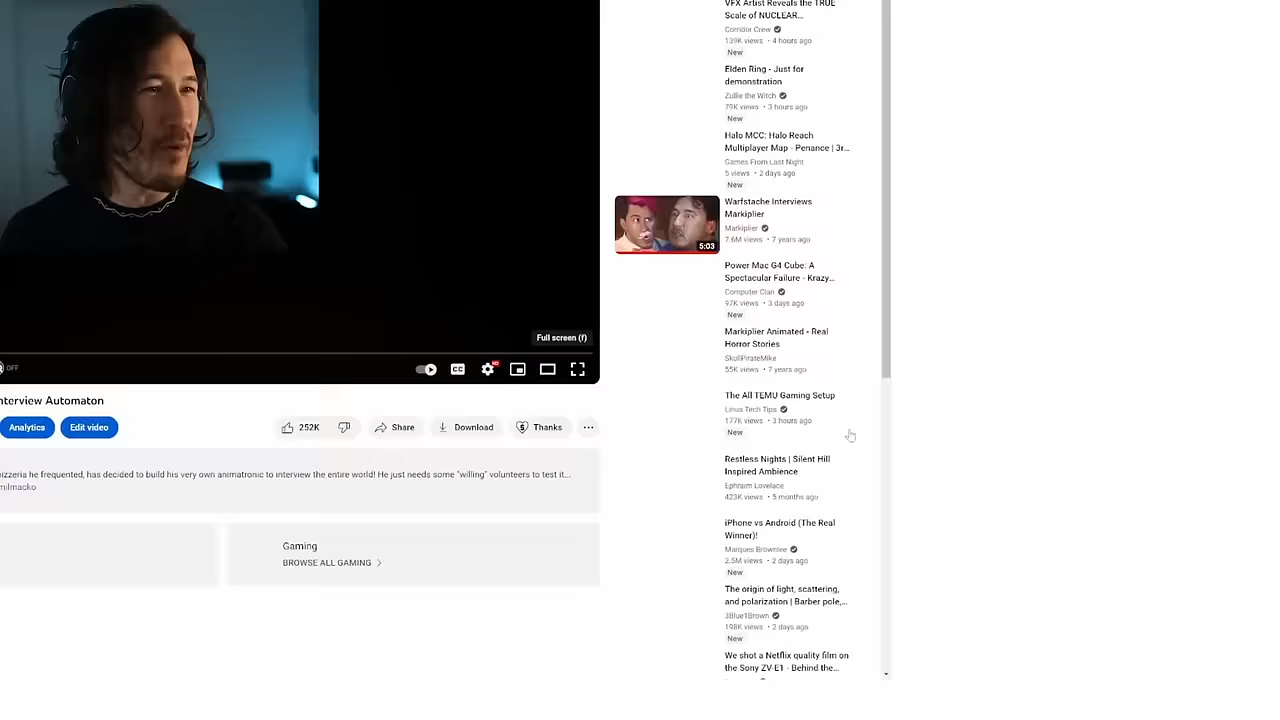 VFX Artist Reveals the TRUE
Scale of NUCLEAR...
Corridor Crew
139K views • 4 hours ago
New
Elden Ring - Just for
demonstration
Zullie the Witch
79K views • 3 hours ago
New
Halo MCC: Halo Reach
Multiplayer Map - Penance | 3r...
Games From Last Night
5 views • 2 days ago
New
Warfstache Interviews
Markiplier
Markiplier
7.6M views • 7 years ago
5:03
Power Mac G4 Cube: A
Spectacular Failure - Krazy...
Computer Clan
97K views • 3 days ago
New
Markiplier Animated - Real
Horror Stories
SkullPirateMike
55K views • 7 years ago
The All TEMU Gaming Setup
Linus Tech Tips
177K views • 3 hours ago
New
Restless Nights | Silent Hill
Inspired Ambience
Ephraim Lovelace
423K views • 5 months ago
iPhone vs Android (The Real
Winner)!
Marques Brownlee
2.5M views • 2 days ago
New
The origin of light, scattering,
and polarization | Barber pole,...
3Blue1Brown
198K views • 2 days ago
New
We shot a Netflix quality film on
the Sony ZV-E1 - Behind the...
Full screen (f)
OFF
CC
HD
nterview Automaton
Analytics
Edit video
252K
Share
Download
Thanks
izzeria he frequented, has decided to build his very own animatronic to interview the entire world! He just needs some "willing" volunteers to test it...
milmacko
Gaming
BROWSE ALL GAMING